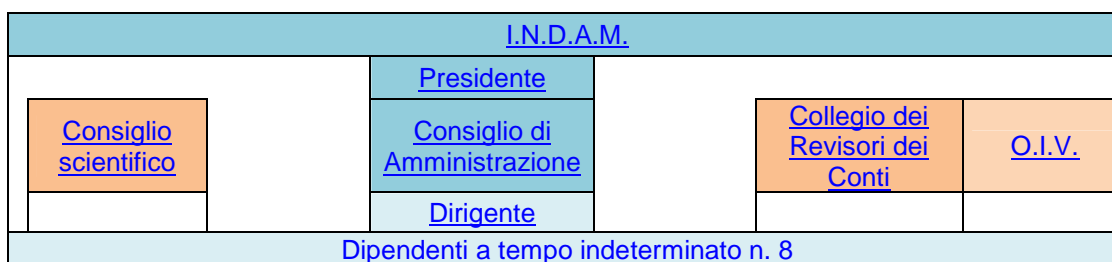 I.N.D.A.M.
Presidente
Consiglio
scientifico
Consiglio di
Amministrazione
Collegio dei
Revisori dei
Conti
O.I.V.
Dirigente
Dipendenti a tempo indeterminato n. 8